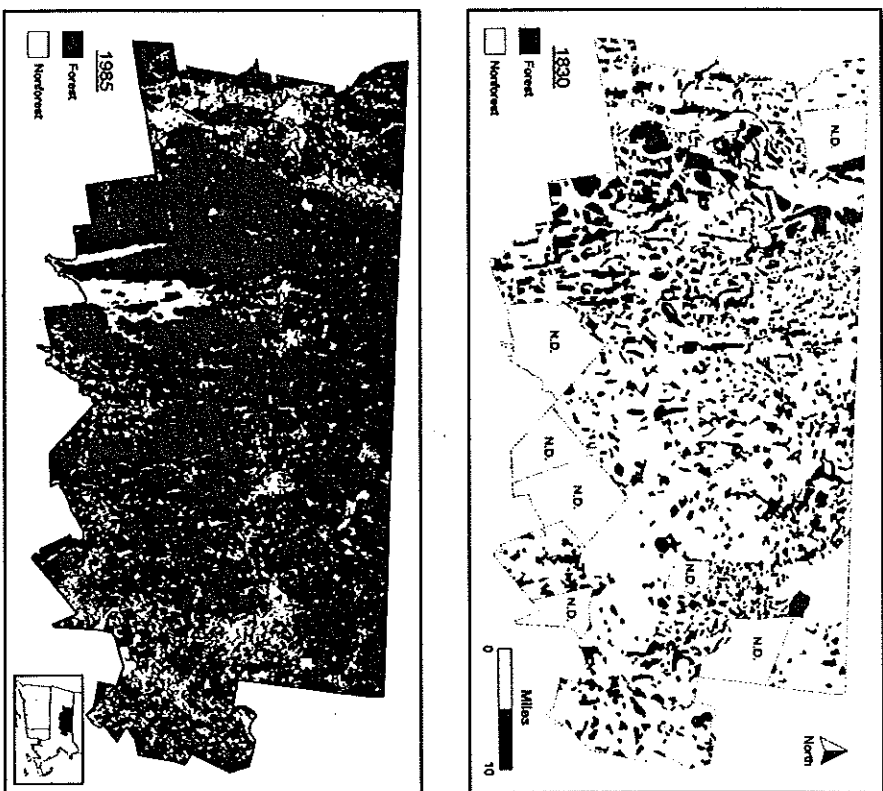 1830
Forest
Nonforest
N.D.
N.D.
N.D.
N.D.
N.D.
N.D.
N.D.
North
Miles
0 10
1985
Forest
Nonforest